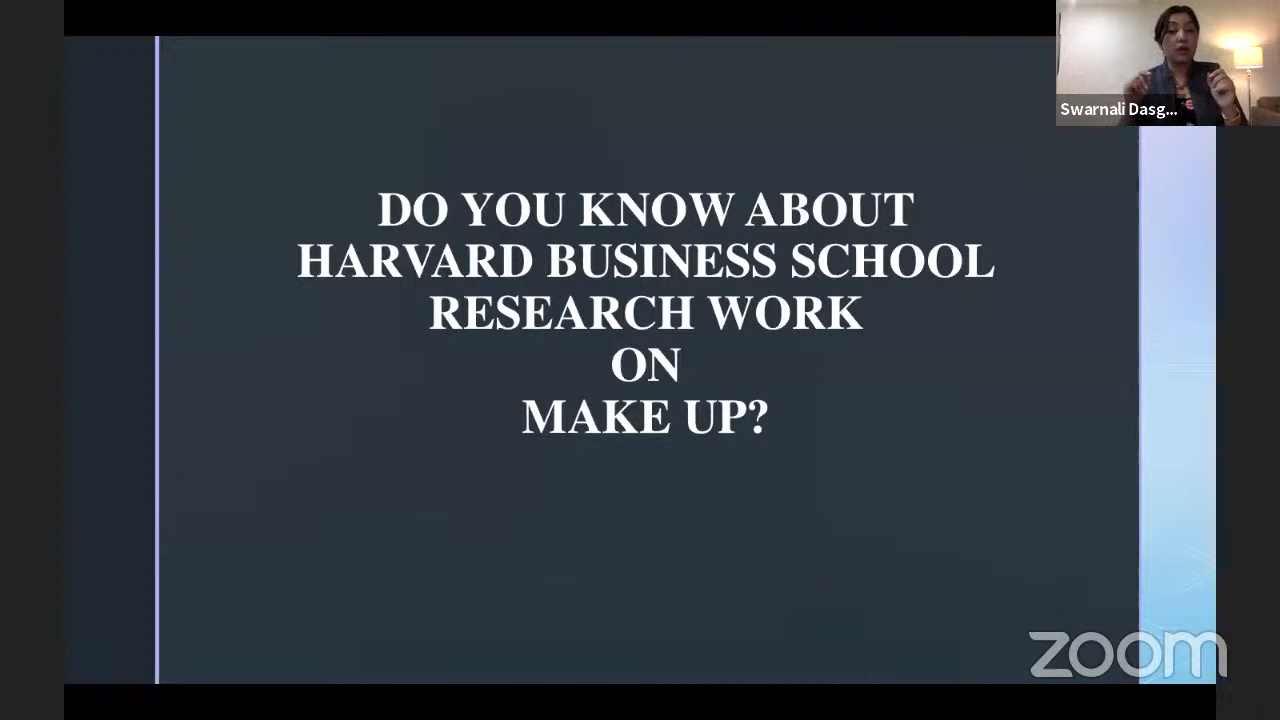 Swarnali Dasg...
DO YOU KNOW ABOUT
HARVARD BUSINESS SCHOOL
RESEARCH WORK
ON
MAKE UP?
zoom